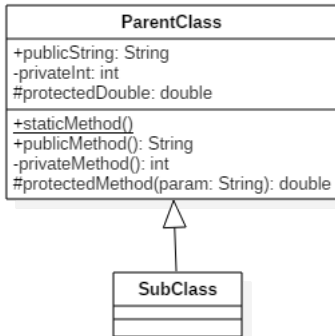 ParentClass
+publicString: String
-privateInt: int
#protectedDouble: double
+staticMethod()
+publicMethod(): String
-privateMethod(): int
#protectedMethod(param: String): double
SubClass